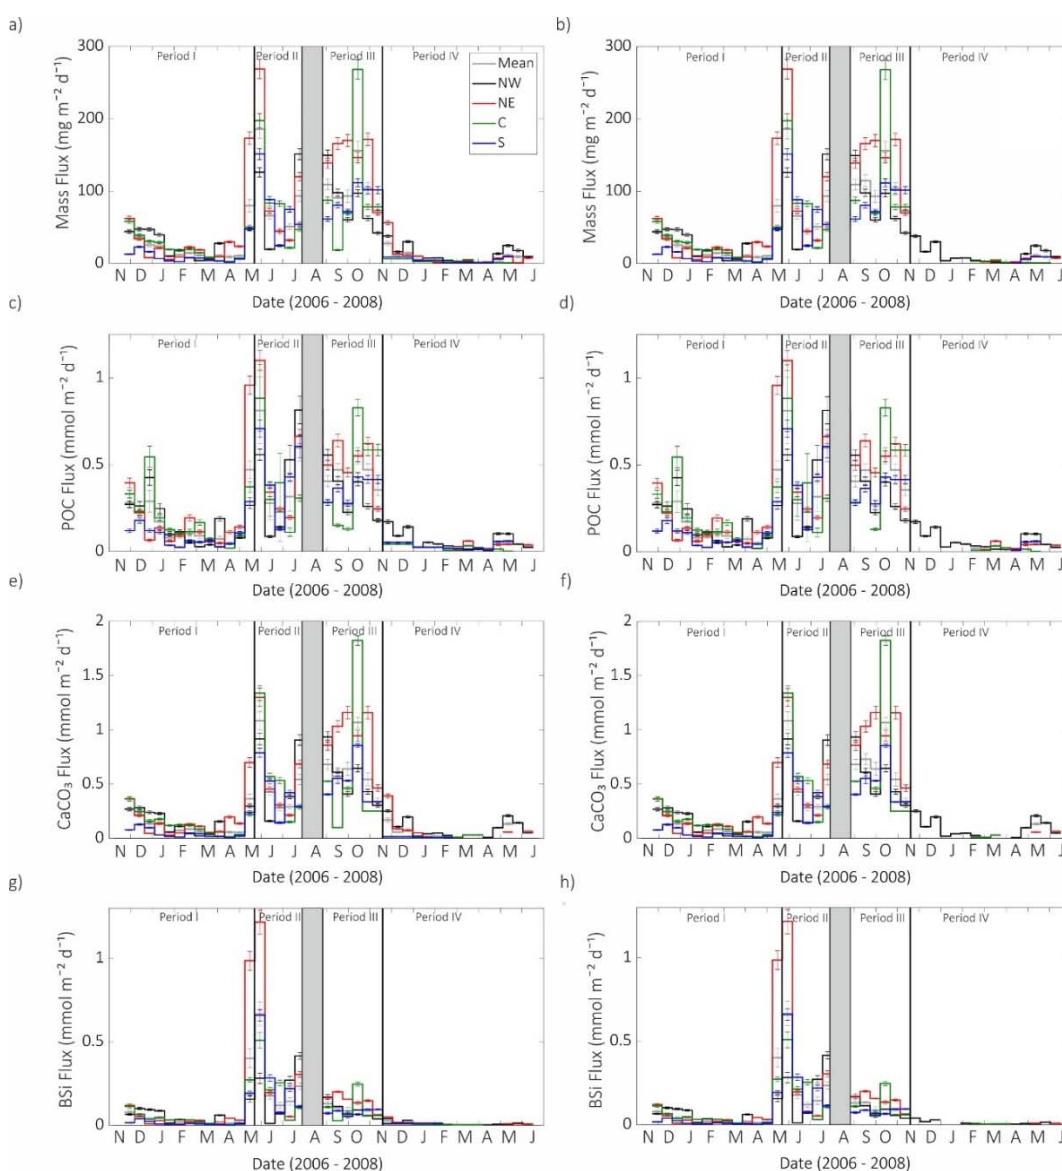 a)
300
200
100
0
Mass Flux (mg m⁻² d⁻¹)
Period I Period II Period III Period IV
Mean
NW
NE
C
S
N D J F M A M J J A S O N D J F M A M J
Date (2006 - 2008)
b)
300
200
100
0
Mass Flux (mg m⁻² d⁻¹)
Period I Period II Period III Period IV
N D J F M A M J J A S O N D J F M A M J
Date (2006 - 2008)
c)
1
0.5
0
POC Flux (mmol m⁻² d⁻¹)
Period I Period II Period III Period IV
N D J F M A M J J A S O N D J F M A M J
Date (2006 - 2008)
d)
1
0.5
0
POC Flux (mmol m⁻² d⁻¹)
Period I Period II Period III Period IV
N D J F M A M J J A S O N D J F M A M J
Date (2006 - 2008)
e)
2
1.5
1
0.5
0
CaCO₃ Flux (mmol m⁻² d⁻¹)
Period I Period II Period III Period IV
N D J F M A M J J A S O N D J F M A M J
Date (2006 - 2008)
f)
2
1.5
1
0.5
0
CaCO₃ Flux (mmol m⁻² d⁻¹)
Period I Period II Period III Period IV
N D J F M A M J J A S O N D J F M A M J
Date (2006 - 2008)
g)
1
0.5
0
BSi Flux (mmol m⁻² d⁻¹)
Period I Period II Period III Period IV
N D J F M A M J J A S O N D J F M A M J
Date (2006 - 2008)
h)
1
0.5
0
BSi Flux (mmol m⁻² d⁻¹)
Period I Period II Period III Period IV
N D J F M A M J J A S O N D J F M A M J
Date (2006 - 2008)